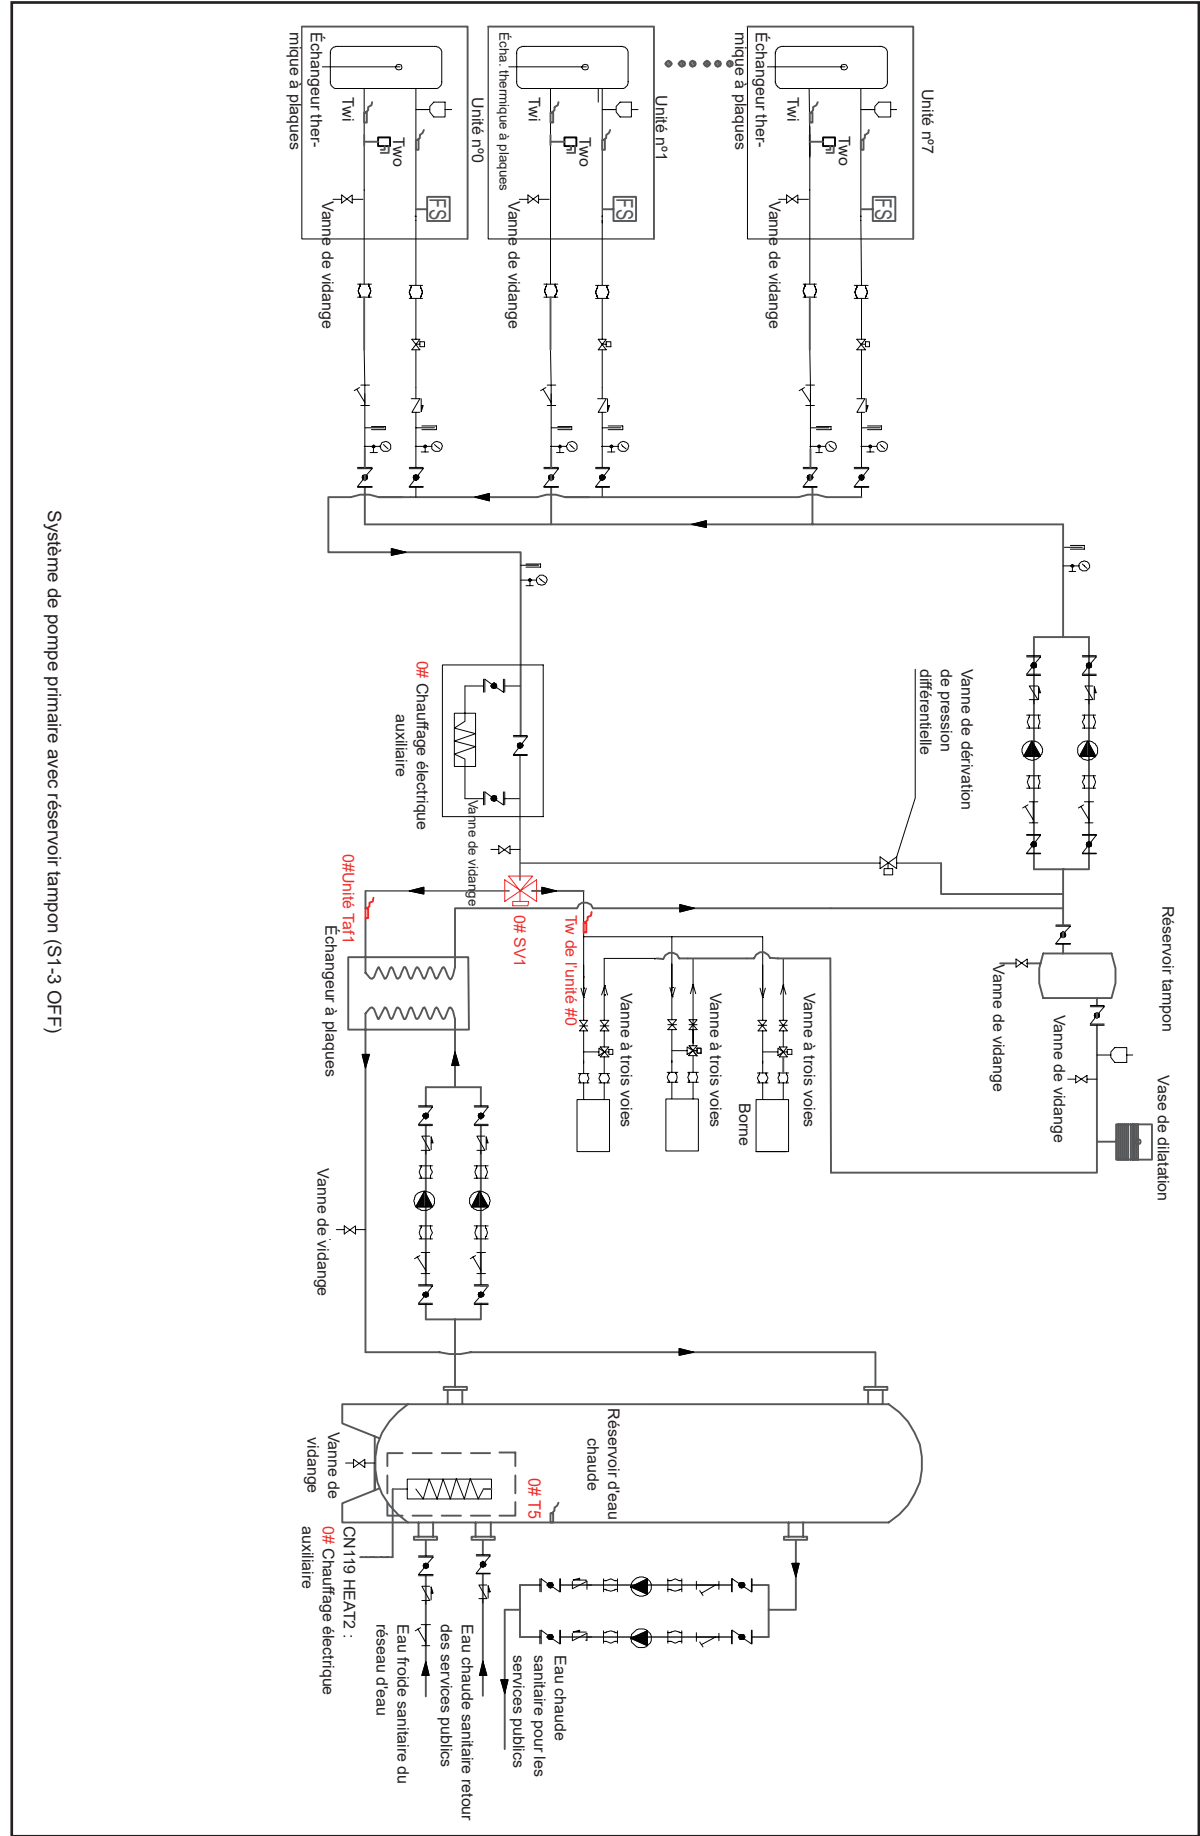 Unité n°7
Échangeur ther-
mique à plaques
Twi
Two
FS
Vanne de vidange
Unité n°1
Écha. thermique à plaques
Twi
Two
FS
Vanne de vidange
Unité n°0
Échangeur ther-
mique à plaques
Twi
Two
FS
Vanne de vidange
Réservoir tampon
Vase de dilatation
Vanne de vidange
Vanne de vidange
Vanne de dérivation
de pression
différentielle
Vanne à trois voies
Borne
Vanne à trois voies
Vanne à trois voies
Tw de l'unité #0
0# SV1
0# Chauffage électrique
auxiliaire
Vanne de vidange
0#Unité Taf1
Échangeur à
plaques
Vanne de vidange
Réservoir d'eau
chaude
0# T5
Vanne de
vidange
CN119 HEAT2 :
0# Chauffage électrique
auxiliaire
Eau chaude
sanitaire pour les
services publics
Eau chaude sanitaire retour
des services publics
Eau froide sanitaire du
réseau d'eau
Système de pompe primaire avec réservoir tampon (S1-3 OFF)